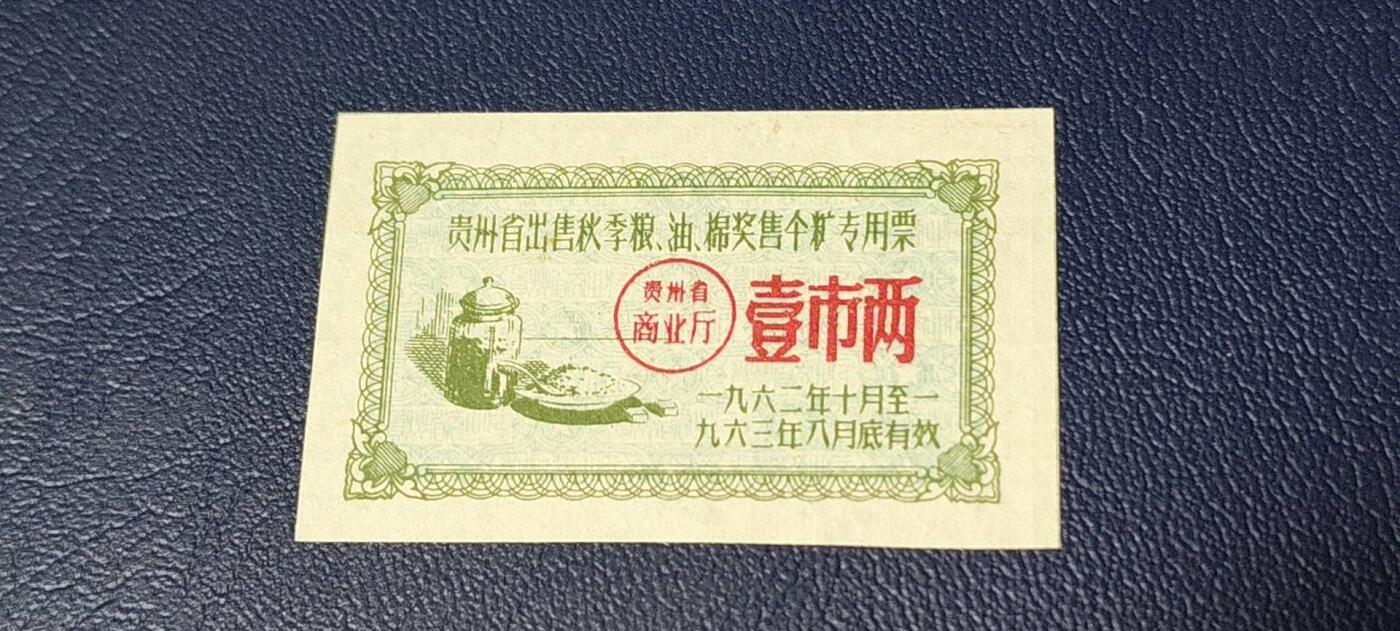 贵州省出售秋季粮、油、棉奖售个专用票
贵州省
商业厅
壹市两
一九六二年十月至一
九六三年八月底有效